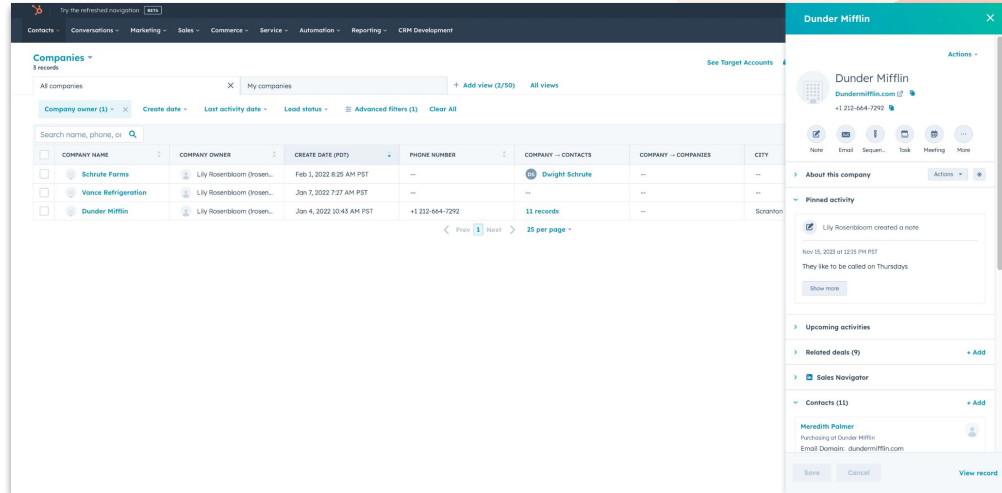 Try the refreshed navigation BETA
Contacts Conversations Marketing Sales Commerce Service Automation Reporting CRM Development
Companies
3 records
See Target Accounts
All companies My companies + Add view (2/50) All views
Company owner (1) Create date Last activity date Lead status Advanced filters (1) Clear All
Search name, phone, or
COMPANY NAME COMPANY OWNER CREATE DATE (PDT) PHONE NUMBER COMPANY → CONTACTS COMPANY → COMPANIES CITY
Schrute Farms Lily Rosenbloom (lrosen... Feb 1, 2022 8:25 AM PST -- DS Dwight Schrute -- --
Vance Refrigeration Lily Rosenbloom (lrosen... Jan 7, 2022 7:27 AM PST -- -- -- --
Dunder Mifflin Lily Rosenbloom (lrosen... Jan 4, 2022 10:43 AM PST +1 212-664-7292 11 records -- Scranton
Prev 1 Next 25 per page
Dunder Mifflin
Actions
Dunder Mifflin
Dundermifflin.com
+1 212-664-7292
Note Email Sequen... Task Meeting More
About this company Actions
Pinned activity
Lily Rosenbloom created a note
Nov 15, 2023 at 12:15 PM PST
They like to be called on Thursdays
Show more
Upcoming activities
Related deals (9) + Add
in Sales Navigator
Contacts (11) + Add
Meredith Palmer
Purchasing at Dunder Mifflin
Email Domain: dundermifflin.com
Save Cancel View record